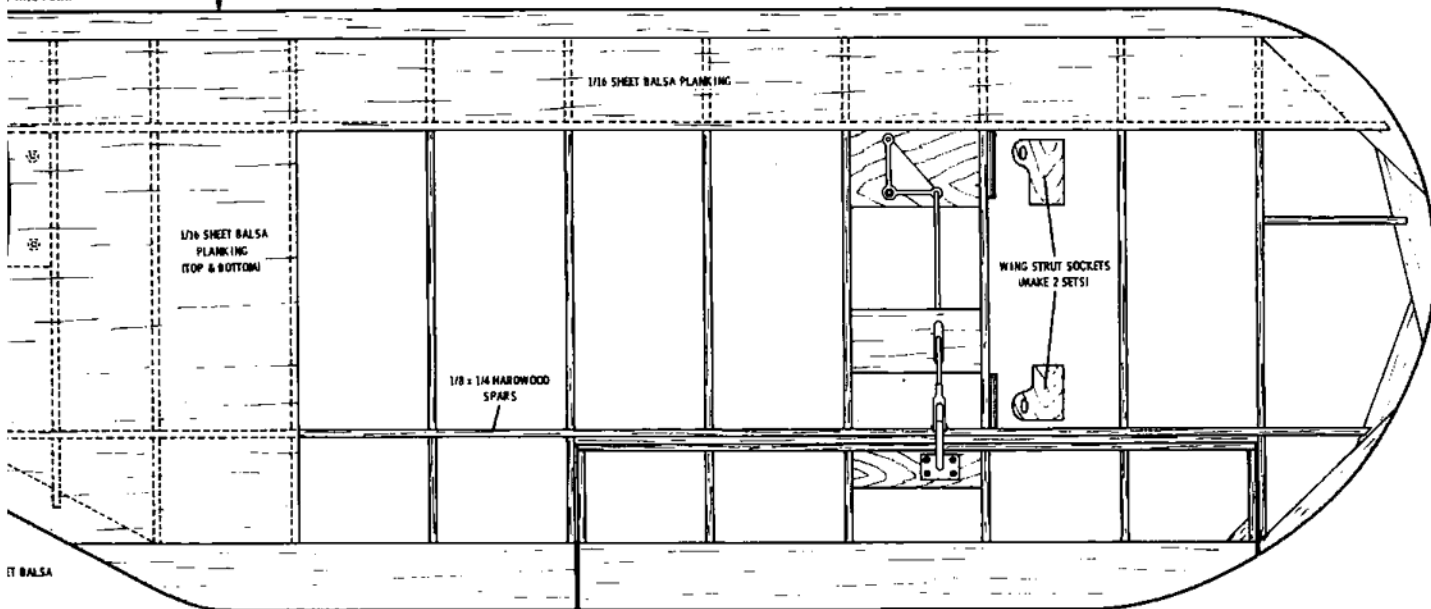 1/16 SHEET BALSA PLANKING
1/16 SHEET BALSA
PLANKING
(TOP & BOTTOM)
WING STRUT SOCKETS
(MAKE 2 SETS)
1/8 x 1/4 HARDWOOD
SPARS
ET BALSA